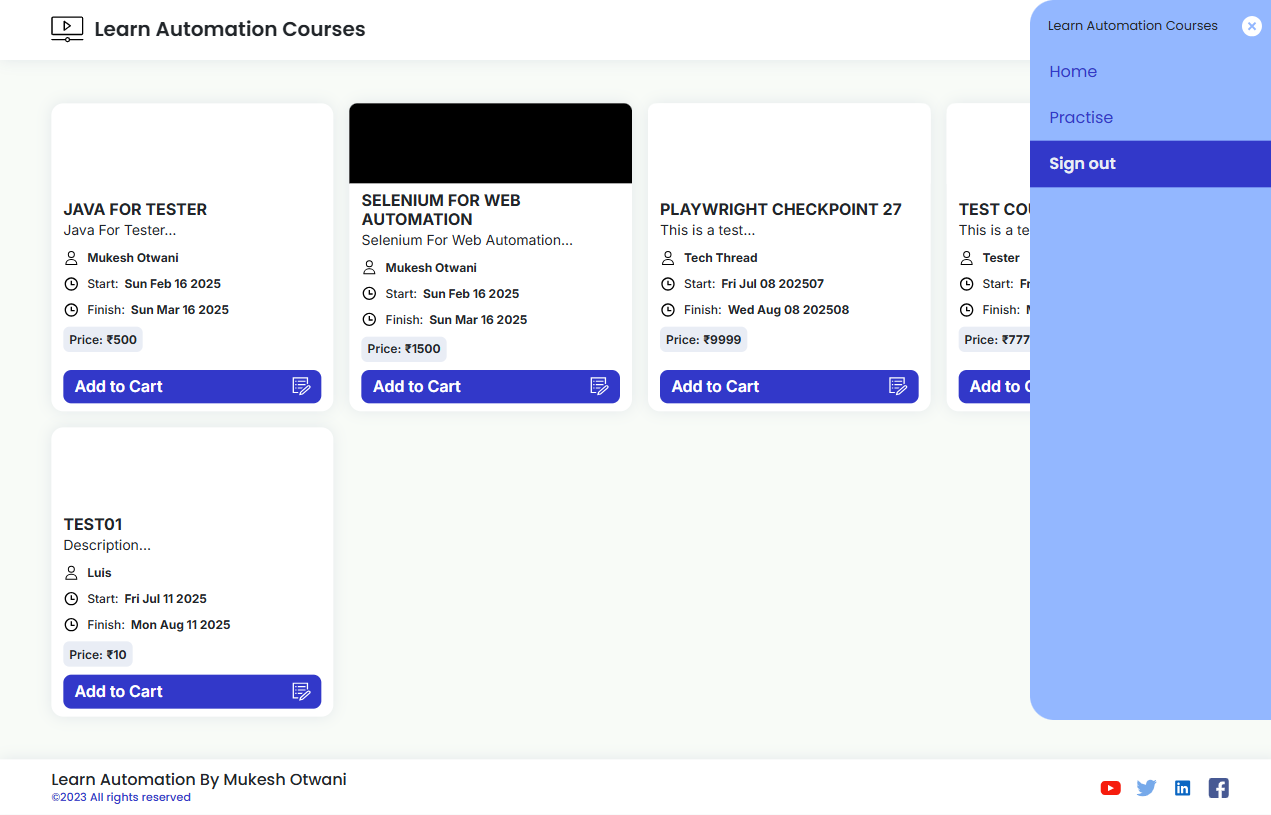 Learn Automation Courses
JAVA FOR TESTER
Java For Tester...
Mukesh Otwani
Start: Sun Feb 16 2025
Finish: Sun Mar 16 2025
Price: ₹500
Add to Cart
SELENIUM FOR WEB
AUTOMATION
Selenium For Web Automation...
Mukesh Otwani
Start: Sun Feb 16 2025
Finish: Sun Mar 16 2025
Price: ₹1500
Add to Cart
PLAYWRIGHT CHECKPOINT 27
This is a test...
Tech Thread
Start: Fri Jul 08 202507
Finish: Wed Aug 08 202508
Price: ₹9999
Add to Cart
TEST
This is a
Tester
Start:
Finish:
Price: ₹777
Add to
TEST01
Description...
Luis
Start: Fri Jul 11 2025
Finish: Mon Aug 11 2025
Price: ₹10
Add to Cart
Learn Automation Courses
Home
Practise
Sign out
Learn Automation By Mukesh Otwani
©2023 All rights reserved